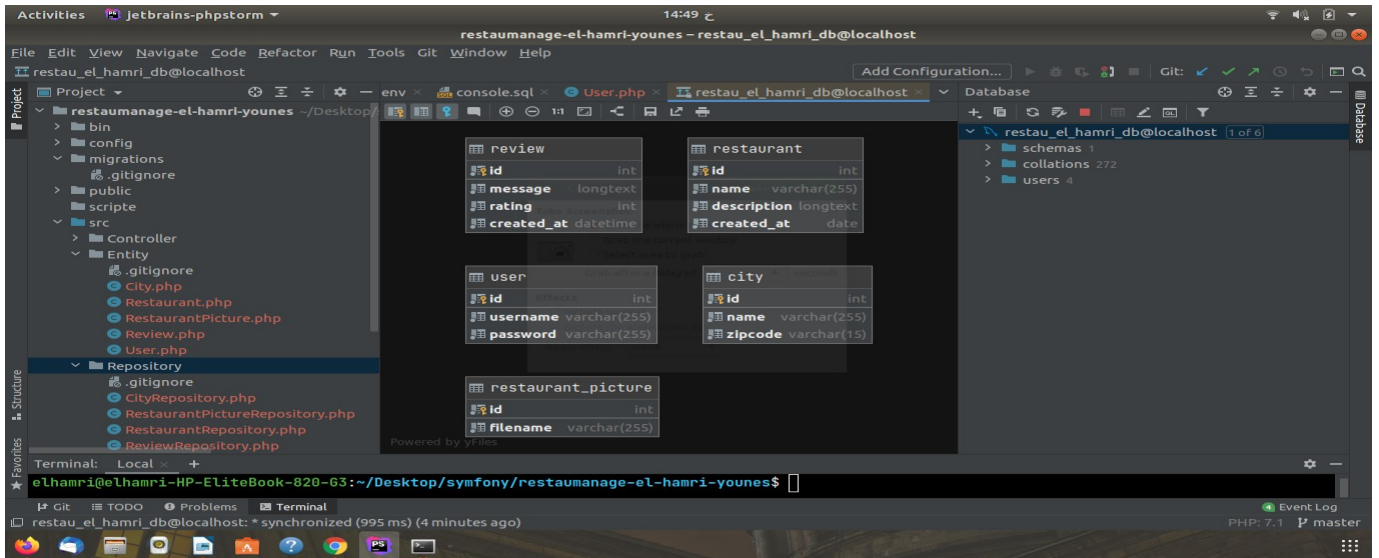 Activities jetbrains-phpstorm 14:49 خ
restaumanage-el-hamri-younes – restau_el_hamri_db@localhost
File Edit View Navigate Code Refactor Run Tools Git Window Help
restau_el_hamri_db@localhost Add Configuration... Git:
Project env console.sql User.php restau_el_hamri_db@localhost Database
Project
Database
restaumanage-el-hamri-younes ~/Desktop/ 1:1
bin
config
migrations
.gitignore
public
scripte
src
Controller
Entity
.gitignore
City.php
Restaurant.php
RestaurantPicture.php
Review.php
User.php
Repository
.gitignore
CityRepository.php
RestaurantPictureRepository.php
RestaurantRepository.php
ReviewRepository.php
Structure
Favorites
review
id int
message longtext
rating int
created_at datetime
restaurant
id int
name varchar(255)
description longtext
created_at date
user
id int
username varchar(255)
password varchar(255)
city
id int
name varchar(255)
zipcode varchar(15)
restaurant_picture
id int
filename varchar(255)
Powered by yFiles
restau_el_hamri_db@localhost 1 of 6
schemas 1
collations 272
users 4
Terminal: Local × +
elhamri@elhamri-HP-EliteBook-820-G3:~/Desktop/symfony/restaumanage-el-hamri-younes$
Git TODO Problems Terminal Event Log
restau_el_hamri_db@localhost: * synchronized (995 ms) (4 minutes ago) PHP: 7.1 master